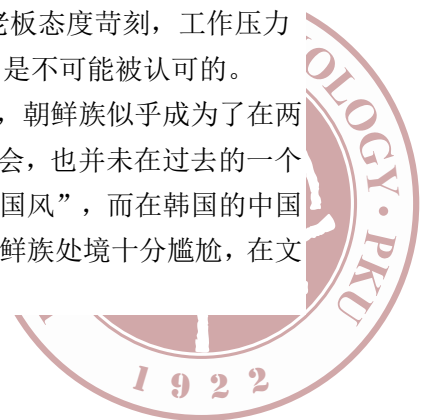 老板态度苛刻，工作压力
是不可能被认可的。
，朝鲜族似乎成为了在两
会，也并未在过去的一个
国风”，而在韩国的中国
鲜族处境十分尴尬，在文
OLOGY · PKU
1922